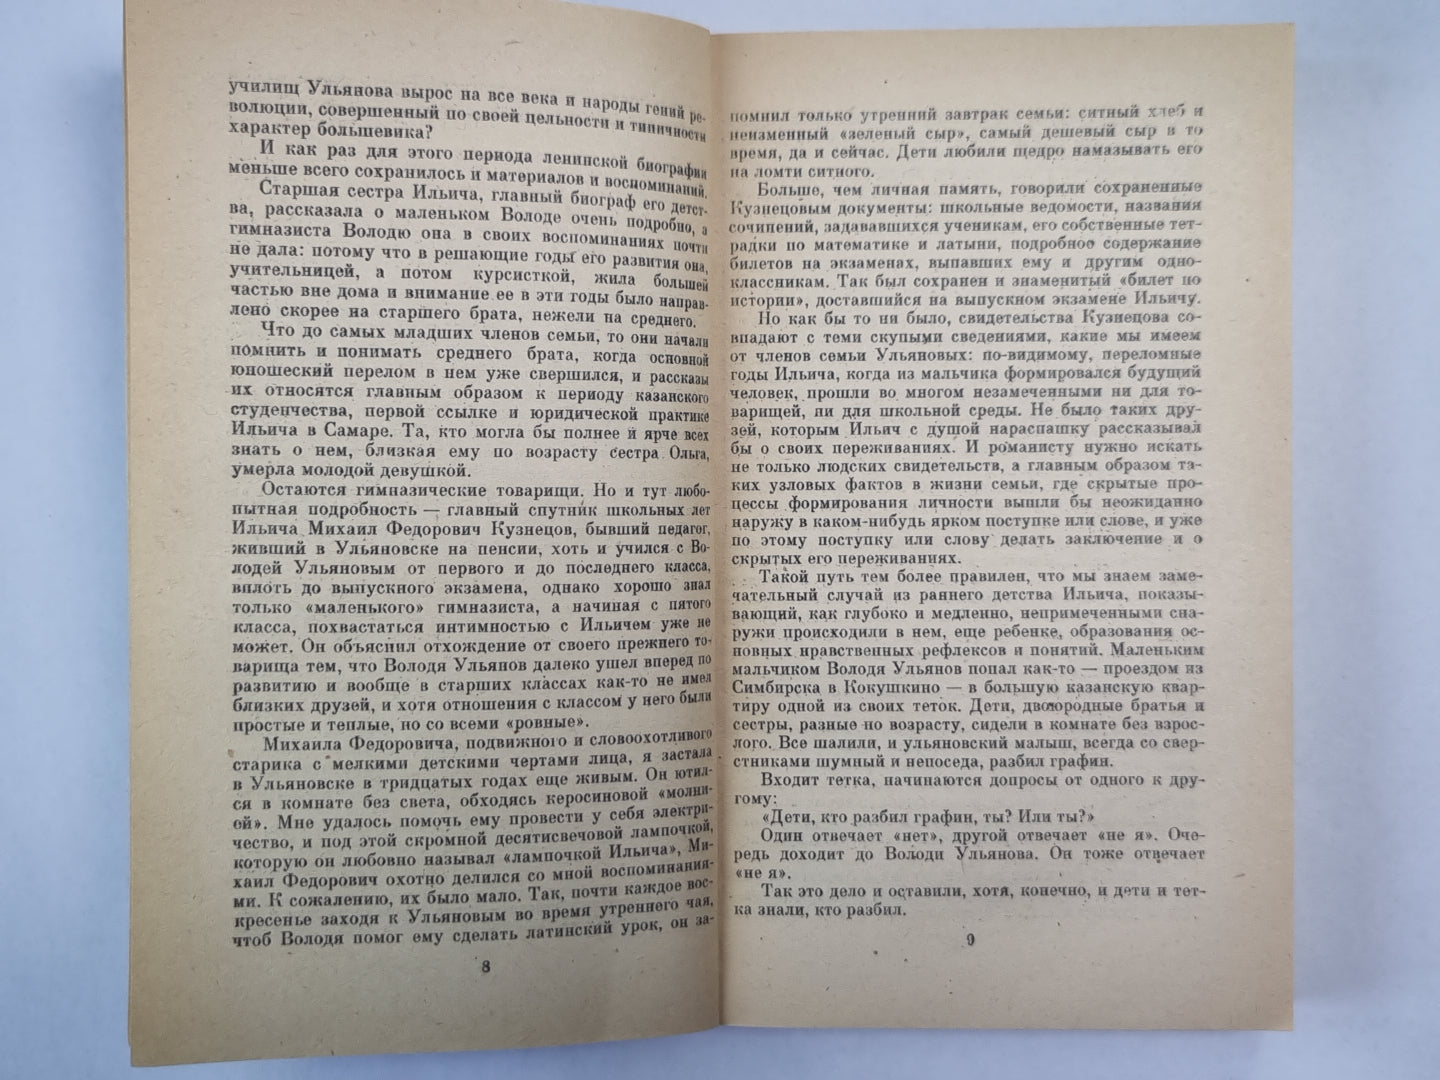 училищ Ульянова вырос на все века и народы гений ре-
волюции, совершенный по своей цельности и типичности
характер большевика?
И как раз для этого периода ленинской биографии
меньше всего сохранилось и материалов и воспоминаний.
Старшая сестра Ильича, главный биограф его детст-
ва, рассказала о маленьком Володе очень подробно, а
гимназиста Володю она в своих воспоминаниях почти
не дала: потому что в решающие годы его развития она,
учительницей, а потом курсисткой, жила большей
частью вне дома и внимание ее в эти годы было направ-
лено скорее на старшего брата, нежели на среднего.
Что до самых младших членов семьи, то они начали
помнить и понимать среднего брата, когда основной
юношеский перелом в нем уже свершился, и рассказы
их относятся главным образом к периоду казанского
студенчества, первой ссылке и юридической практике
Ильича в Самаре. Та, кто могла бы полнее и ярче всех
знать о нем, близкая ему по возрасту сестра Ольга,
умерла молодой девушкой.
Остаются гимназические товарищи. Но и тут любо-
пытная подробность — главный спутник школьных лет
Ильича Михаил Федорович Кузнецов, бывший педагог,
живший в Ульяновске на пенсии, хоть и учился с Во-
лодей Ульяновым от первого и до последнего класса,
вплоть до выпускного экзамена, однако хорошо знал
только «маленького» гимназиста, а начиная с пятого
класса, похвастаться интимностью с Ильичем уже не
может. Он объяснил отхождение от своего прежнего то-
варища тем, что Володя Ульянов далеко ушел вперед по
развитию и вообще в старших классах как-то не имел
близких друзей, и хотя отношения с классом у него были
простые и теплые, но со всеми «ровные».
Михаила Федоровича, подвижного и словоохотливого
старика с мелкими детскими чертами лица, я застала
в Ульяновске в тридцатых годах еще живым. Он ютил-
ся в комнате без света, обходясь керосиновой «молни-
ей». Мне удалось помочь ему провести у себя электри-
чество, и под этой скромной десятисвечовой лампочкой,
которую он любовно называл «лампочкой Ильича», Ми-
хаил Федорович охотно делился со мной воспоминания-
ми. К сожалению, их было мало. Так, почти каждое вос-
кресенье заходя к Ульяновым во время утреннего чая,
чтоб Володя помог ему сделать латинский урок, он за-
8
помнил только утренний завтрак семьи: ситный хлеб и
неизменный «зеленый сыр», самый дешевый сыр в то
время, да и сейчас. Дети любили щедро намазывать его
на ломти ситного.
Больше, чем личная память, говорили сохраненные
Кузнецовым документы: школьные ведомости, названия
сочинений, задававшихся ученикам, его собственные тет-
радки по математике и латыни, подробное содержание
билетов на экзаменах, выпавших ему и другим одно-
классникам. Так был сохранен и знаменитый «билет по
истории», доставшийся на выпускном экзамене Ильичу.
Но как бы то ни было, свидетельства Кузнецова со-
впадают с теми скупыми сведениями, какие мы имеем
от членов семьи Ульяновых: по-видимому, переломные
годы Ильича, когда из мальчика формировался будущий
человек, прошли во многом незамеченными ни для то-
варищей, ни для школьной среды. Не было таких дру-
зей, которым Ильич с душой нараспашку рассказывал
бы о своих переживаниях. И романисту нужно искать
не только людских свидетельств, а главным образом та-
ких узловых фактов в жизни семьи, где скрытые про-
цессы формирования личности вышли бы неожиданно
наружу в каком-нибудь ярком поступке или слове, и уже
по этому поступку или слову делать заключение и о
скрытых его переживаниях.
Такой путь тем более правилен, что мы знаем заме-
чательный случай из раннего детства Ильича, показы-
вающий, как глубоко и медленно, непримеченными сна-
ружи происходили в нем, еще ребенке, образования ос-
новных нравственных рефлексов и понятий. Маленьким
мальчиком Володя Ульянов попал как-то — проездом из
Симбирска в Кокушкино — в большую казанскую квар-
тиру одной из своих теток. Дети, двоюродные братья и
сестры, разные по возрасту, сидели в комнате без взрос-
лого. Все шалили, и ульяновский малыш, всегда со свер-
стниками шумный и непоседа, разбил графин.
Входит тетка, начинаются допросы от одного к дру-
гому:
«Дети, кто разбил графин, ты? Или ты?»
Один отвечает «нет», другой отвечает «не я». Оче-
редь доходит до Володи Ульянова. Он тоже отвечает
«не я».
Так это дело и оставили, хотя, конечно, и дети и тет-
ка знали, кто разбил.
9